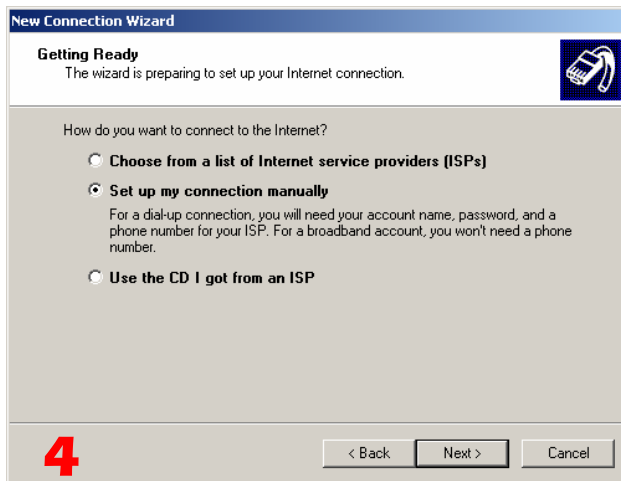 New Connection Wizard
Getting Ready
The wizard is preparing to set up your Internet connection.
How do you want to connect to the Internet?
Choose from a list of Internet service providers (ISPs)
Set up my connection manually
For a dial-up connection, you will need your account name, password, and a
phone number for your ISP. For a broadband account, you won't need a phone
number.
Use the CD I got from an ISP
4
< Back Next > Cancel